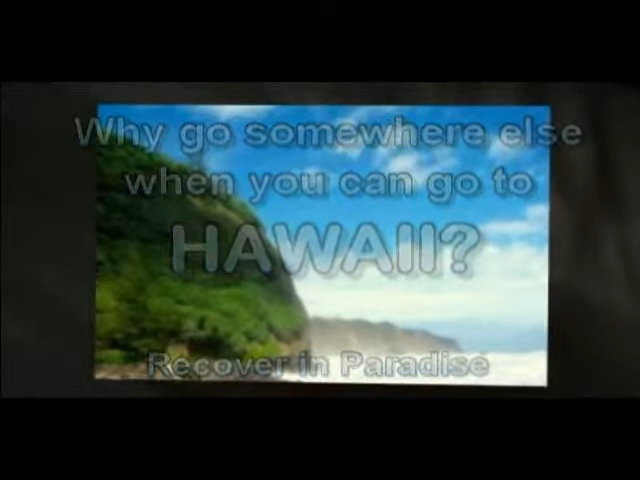 Why go somewhere else
when you can go to
HAWAII?
Recover in Paradise